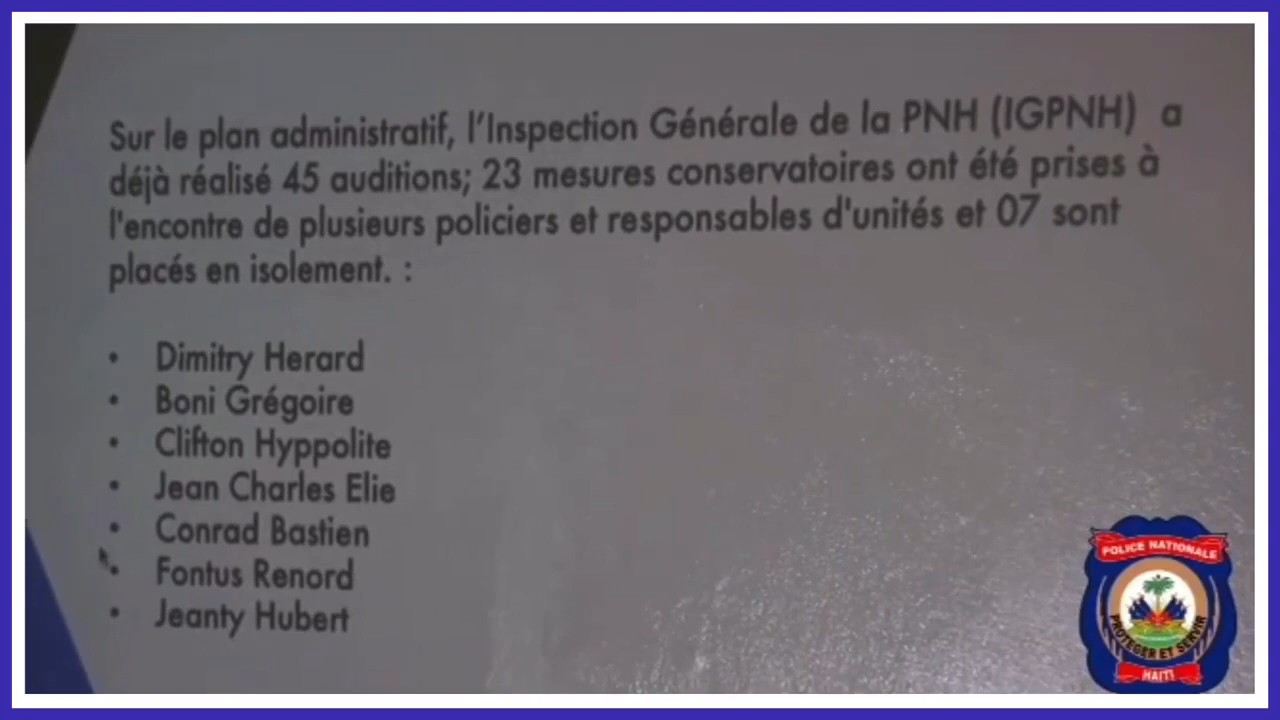 Sur le plan administratif, l'Inspection Générale de la PNH (IGPNH) a
déjà réalisé 45 auditions; 23 mesures conservatoires ont été prises à
l'encontre de plusieurs policiers et responsables d'unités et 07 sont
placés en isolement. :
• Dimitry Herard
• Boni Grégoire
• Clifton Hyppolite
• Jean Charles Elie
• Conrad Bastien
• Fontus Renord
• Jeanty Hubert
POLICE NATIONALE
PROTEGER ET SERVIR
HAITI